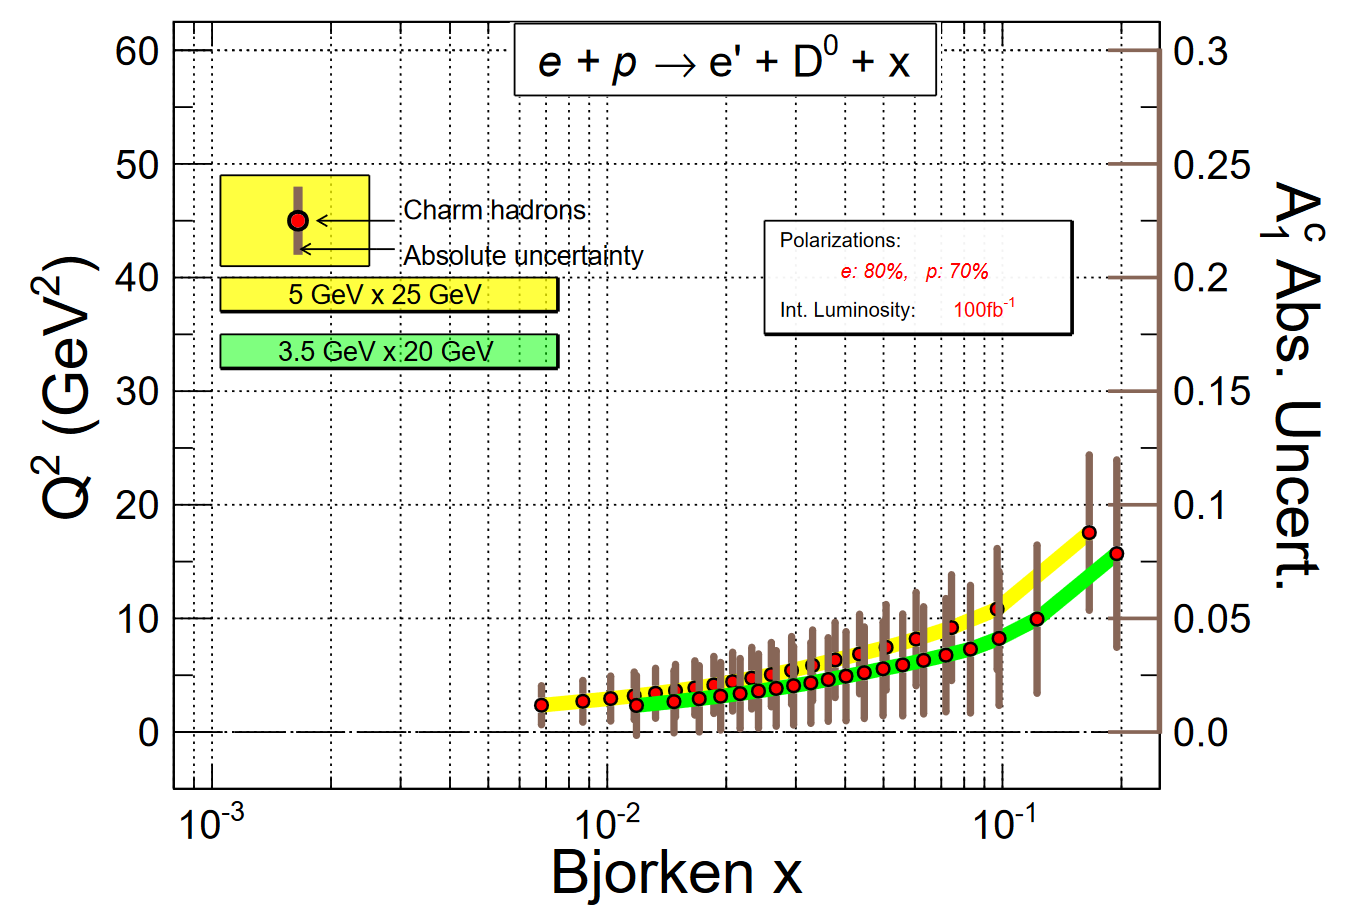 e + p → e' + D⁰ + x
60
50
40
30
20
10
0
Q² (GeV²)
Charm hadrons
Absolute uncertainty
5 GeV x 25 GeV
3.5 GeV x 20 GeV
Polarizations:
e: 80%, p: 70%
Int. Luminosity: 100fb⁻¹
0.3
0.25
0.2
0.15
0.1
0.05
0.0
A₁ᶜ Abs. Uncert.
10⁻³ 10⁻² 10⁻¹
Bjorken x